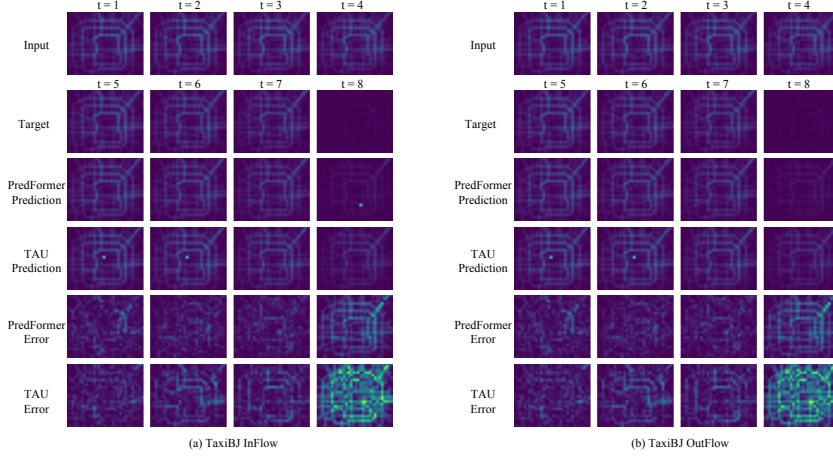 t = 1 t = 2 t = 3 t = 4
Input
t = 5 t = 6 t = 7 t = 8
Target
PredFormer
Prediction
TAU
Prediction
PredFormer
Error
TAU
Error
(a) TaxiBJ InFlow
t = 1 t = 2 t = 3 t = 4
Input
t = 5 t = 6 t = 7 t = 8
Target
PredFormer
Prediction
TAU
Prediction
PredFormer
Error
TAU
Error
(b) TaxiBJ OutFlow